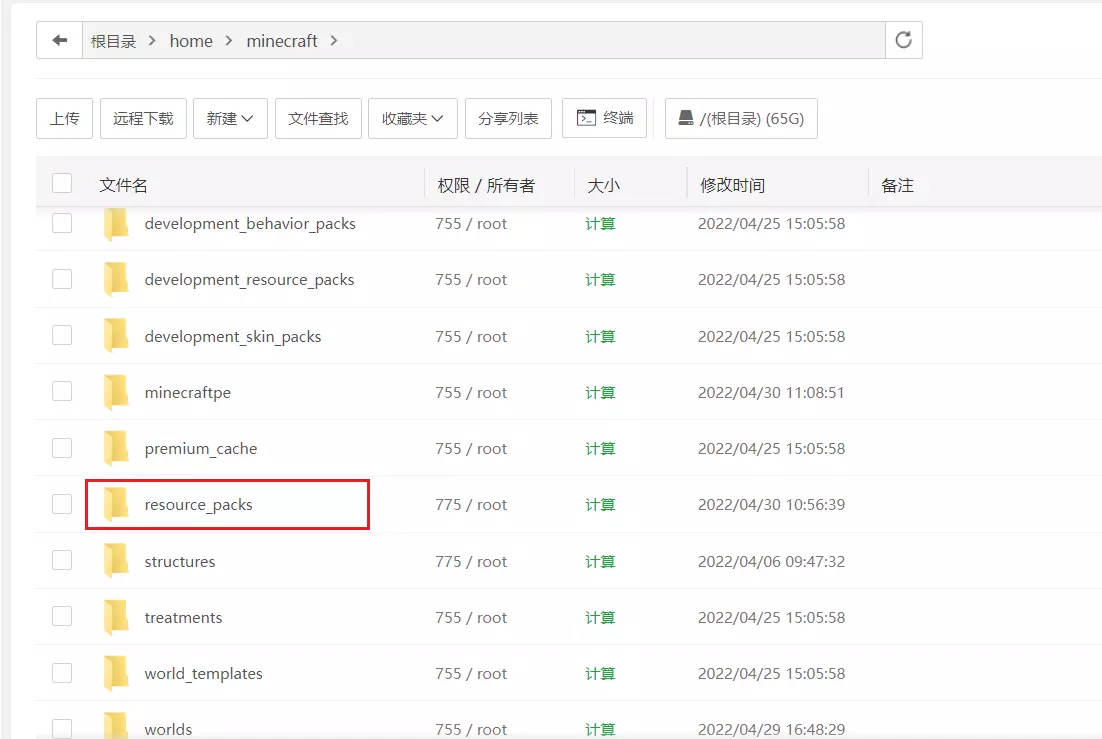 根目录 > home > minecraft >
上传 远程下载 新建 文件查找 收藏夹 分享列表 终端 /(根目录) (65G)
文件名 权限 / 所有者 大小 修改时间 备注
development_behavior_packs 755 / root 计算 2022/04/25 15:05:58
development_resource_packs 755 / root 计算 2022/04/25 15:05:58
development_skin_packs 755 / root 计算 2022/04/25 15:05:58
minecraftpe 755 / root 计算 2022/04/30 11:08:51
premium_cache 755 / root 计算 2022/04/25 15:05:58
resource_packs 775 / root 计算 2022/04/30 10:56:39
structures 775 / root 计算 2022/04/06 09:47:32
treatments 755 / root 计算 2022/04/25 15:05:58
world_templates 755 / root 计算 2022/04/25 15:05:58
worlds 755 / root 计算 2022/04/29 16:48:29